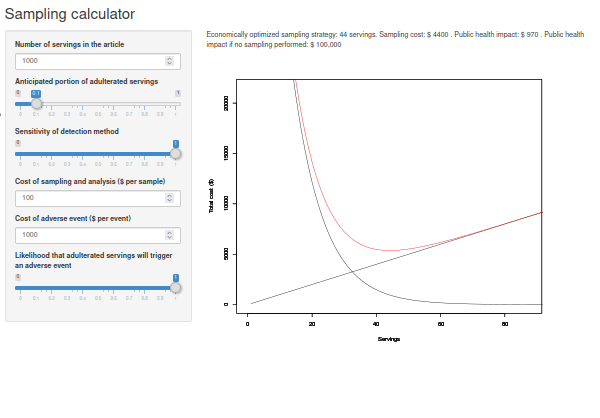 Sampling calculator
Number of servings in the article
1000
Anticipated portion of adulterated servings
0 0.1 1
0 0.1 0.2 0.3 0.4 0.5 0.6 0.7 0.8 0.9 1
Sensitivity of detection method
0 1
0 0.1 0.2 0.3 0.4 0.5 0.6 0.7 0.8 0.9 1
Cost of sampling and analysis ($ per sample)
100
Cost of adverse event ($ per event)
1000
Likelihood that adulterated servings will trigger
an adverse event
0 1
0 0.1 0.2 0.3 0.4 0.5 0.6 0.7 0.8 0.9 1
Economically optimized sampling strategy: 44 servings. Sampling cost: $ 4400 . Public health impact: $ 970 . Public health
impact if no sampling performed: $ 100,000
Total cost ($)
20000
15000
10000
5000
0
0 20 40 60 80
Servings